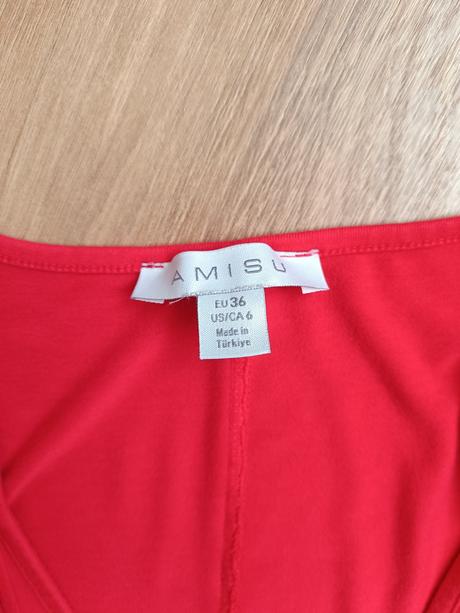 AMISU
EU 36
US/CA 6
Made in
Türkiye